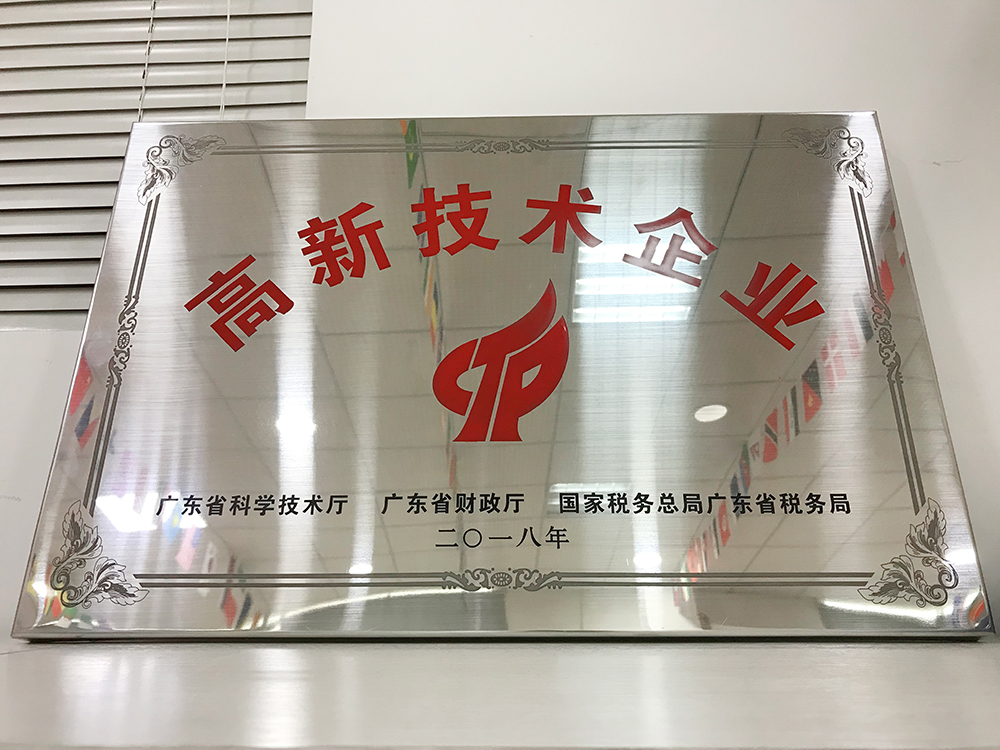 高新技术企业
广东省科学技术厅 广东省财政厅 国家税务总局广东省税务局
二〇一八年